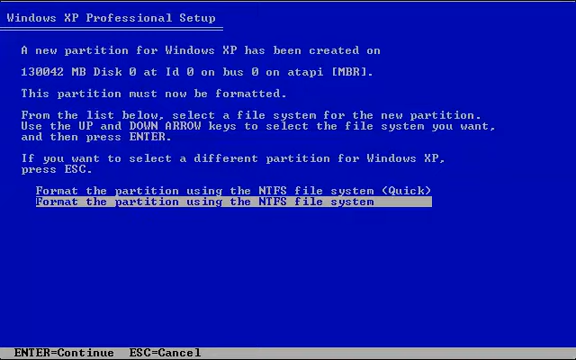 Windows XP Professional Setup
A new partition for Windows XP has been created on
130042 MB Disk 0 at Id 0 on bus 0 on atapi [MBR].
This partition must now be formatted.
From the list below, select a file system for the new partition.
Use the UP and DOWN ARROW keys to select the file system you want,
and then press ENTER.
If you want to select a different partition for Windows XP,
press ESC.
Format the partition using the NTFS file system (Quick)
Format the partition using the NTFS file system
ENTER=Continue ESC=Cancel